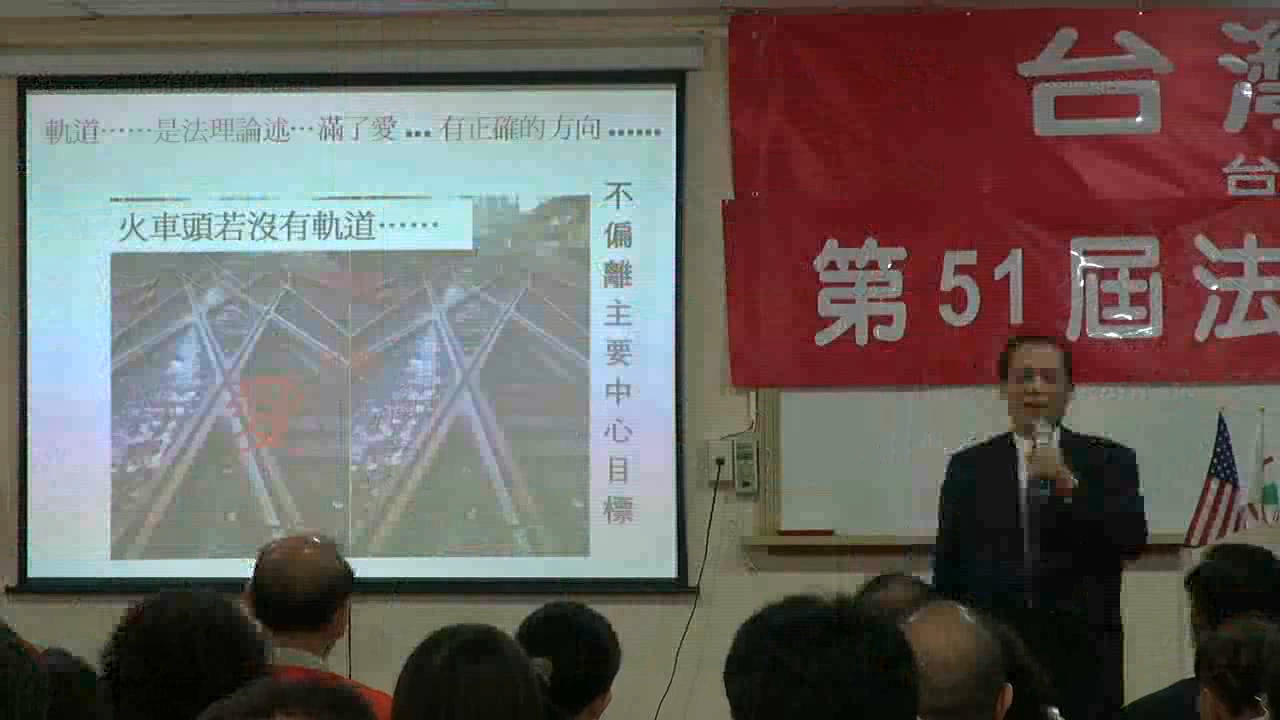 軌道……是法理論述…滿了愛 … 有正確的方向 ……
火車頭若沒有軌道……
不偏離主要中心目標
台灣
台
第51屆法